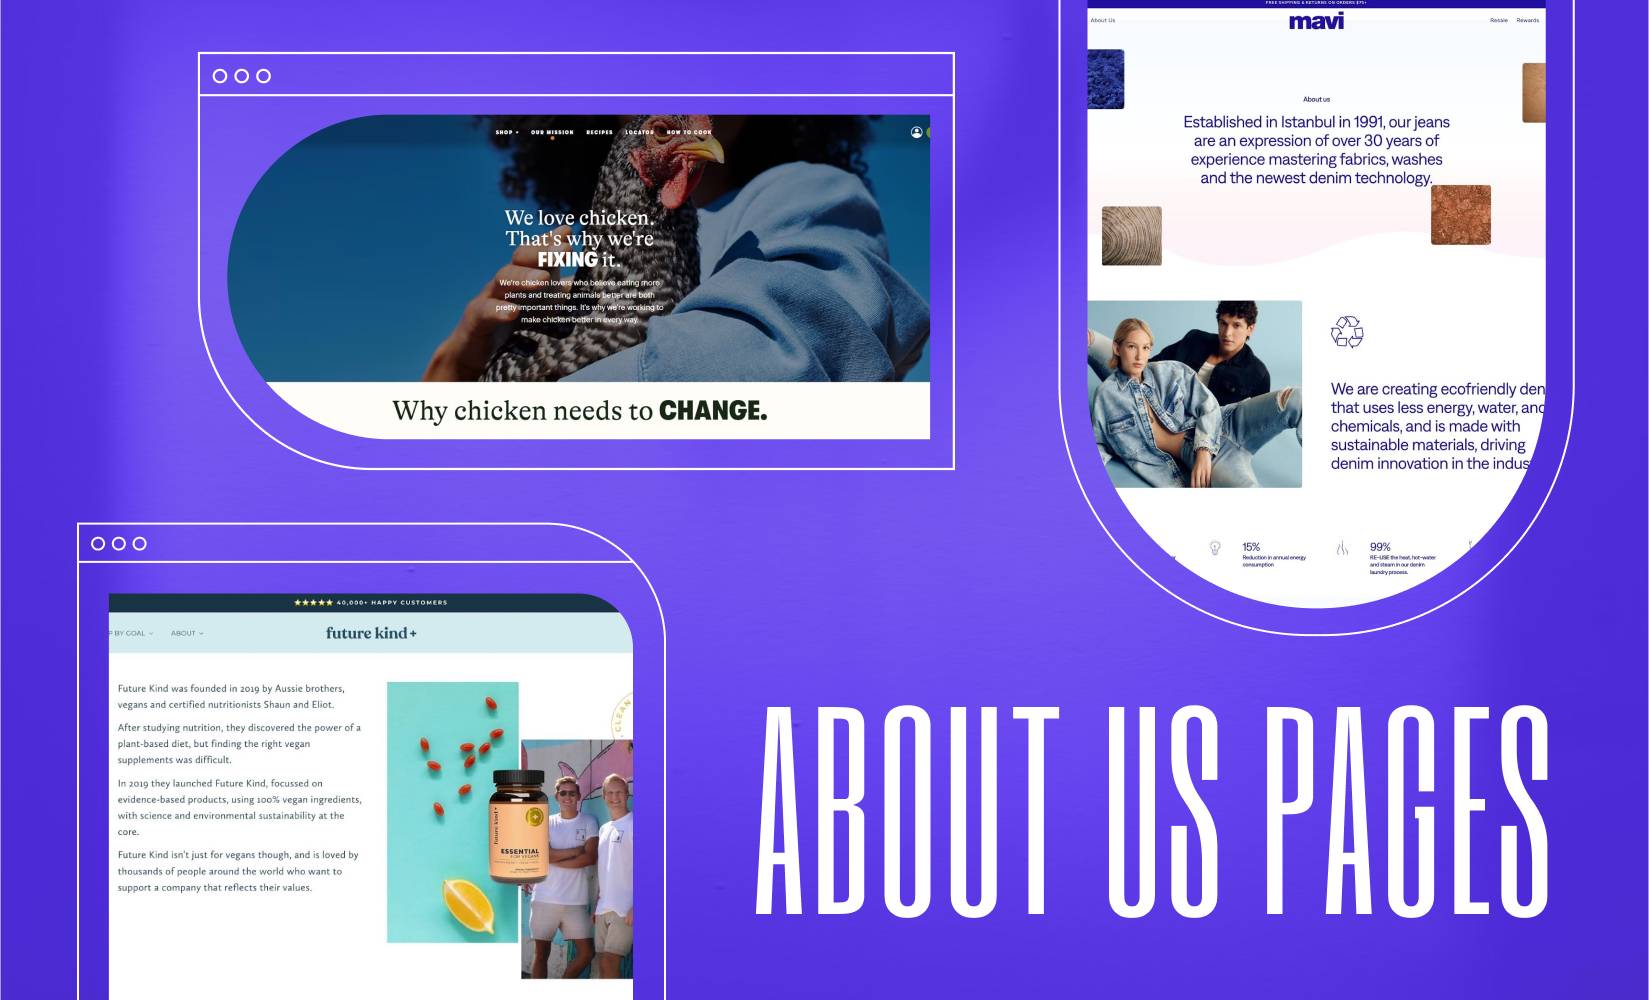 SHOP
OUR MISSION
RECIPES
LOCATOR
HOW TO COOK
We love chicken.
That's why we're
FIXING it.
We're chicken lovers who believe eating more
plants and treating animals better are both
pretty important things. It's why we're working to
make chicken better in every way.
Why chicken needs to CHANGE.
FREE SHIPPING & RETURNS ON ORDERS $75+
About Us
mavi
Resale
Rewards
About us
Established in Istanbul in 1991, our jeans
are an expression of over 30 years of
experience mastering fabrics, washes
and the newest denim technology.
We are creating ecofriendly den
that uses less energy, water, and
chemicals, and is made with
sustainable materials, driving
denim innovation in the indus
15%
Reduction in annual energy
consumption
99%
RE-USE the heat, hot-water
and steam in our denim
laundry process.
40,000+ HAPPY CUSTOMERS
P BY GOAL
ABOUT
future kind+
Future Kind was founded in 2019 by Aussie brothers,
vegans and certified nutritionists Shaun and Eliot.
After studying nutrition, they discovered the power of a
plant-based diet, but finding the right vegan
supplements was difficult.
In 2019 they launched Future Kind, focussed on
evidence-based products, using 100% vegan ingredients,
with science and environmental sustainability at the
core.
Future Kind isn't just for vegans though, and is loved by
thousands of people around the world who want to
support a company that reflects their values.
CLEAN
future kind+
ESSENTIAL
FOR VEGANS
ABOUT US PAGES